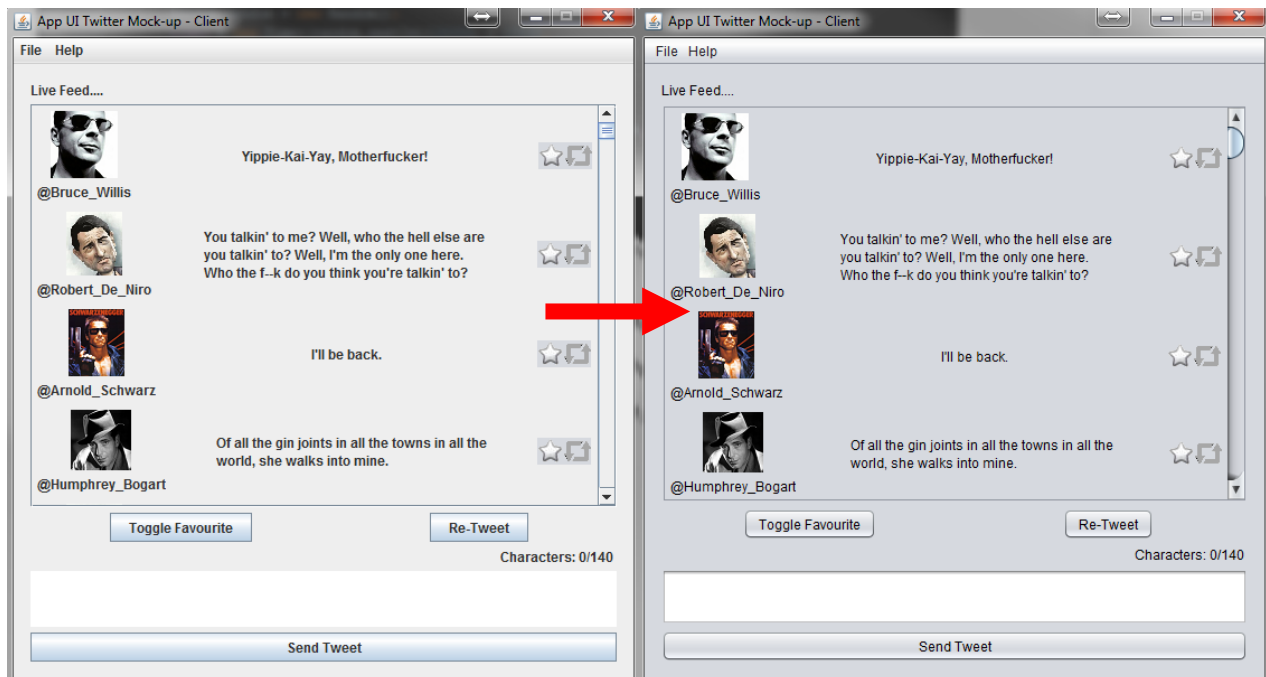 App UI Twitter Mock-up - Client
File Help
Live Feed....
Yippie-Kai-Yay, Motherfucker!
@Bruce_Willis
You talkin' to me? Well, who the hell else are
you talkin' to? Well, I'm the only one here.
Who the f--k do you think you're talkin' to?
@Robert_De_Niro
SCHWARZENEGGER
I'll be back.
@Arnold_Schwarz
Of all the gin joints in all the towns in all the
world, she walks into mine.
@Humphrey_Bogart
Toggle Favourite
Re-Tweet
Characters: 0/140
Send Tweet
App UI Twitter Mock-up - Client
File Help
Live Feed....
Yippie-Kai-Yay, Motherfucker!
@Bruce_Willis
You talkin' to me? Well, who the hell else are
you talkin' to? Well, I'm the only one here.
Who the f--k do you think you're talkin' to?
@Robert_De_Niro
SCHWARZENEGGER
I'll be back.
@Arnold_Schwarz
Of all the gin joints in all the towns in all the
world, she walks into mine.
@Humphrey_Bogart
Toggle Favourite
Re-Tweet
Characters: 0/140
Send Tweet